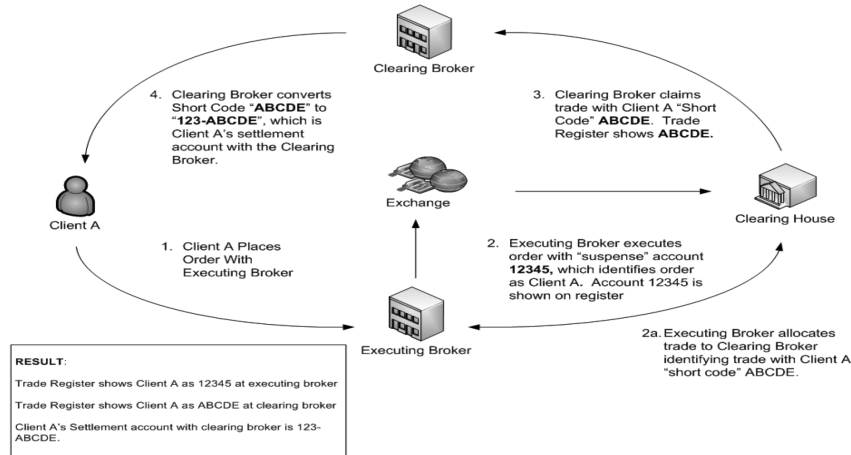 Clearing Broker
4. Clearing Broker converts
Short Code “ABCDE” to
“123-ABCDE”, which is
Client A’s settlement
account with the Clearing
Broker.
3. Clearing Broker claims
trade with Client A “Short
Code” ABCDE. Trade
Register shows ABCDE.
Client A
Exchange
Clearing House
1. Client A Places
Order With
Executing Broker
2. Executing Broker executes
order with “suspense” account
12345, which identifies order
as Client A. Account 12345 is
shown on register
Executing Broker
2a. Executing Broker allocates
trade to Clearing Broker
identifying trade with Client A
“short code” ABCDE.
RESULT:
Trade Register shows Client A as 12345 at executing broker
Trade Register shows Client A as ABCDE at clearing broker
Client A’s Settlement account with clearing broker is 123-
ABCDE.